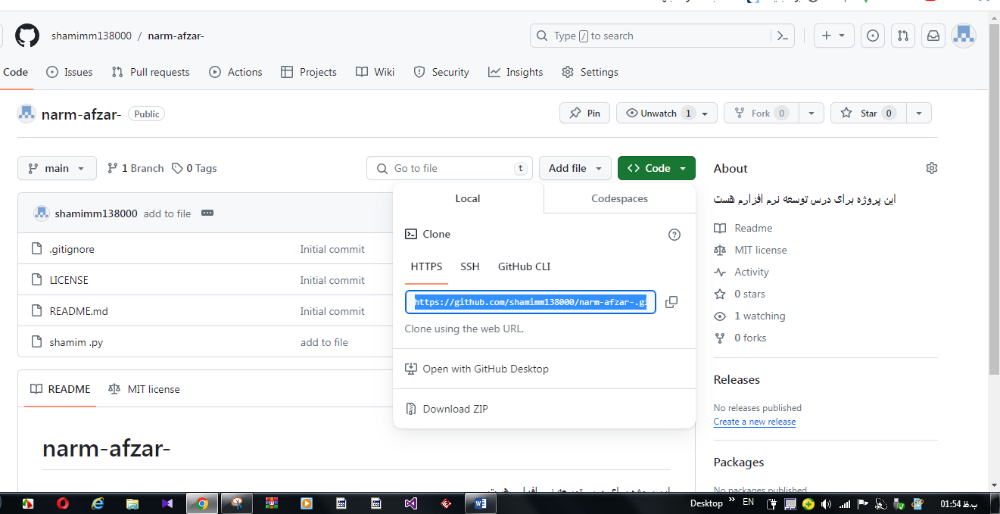 shamimm138000 / narm-afzar-
Type / to search
Code Issues Pull requests Actions Projects Wiki Security Insights Settings
narm-afzar- Public
Pin Unwatch 1 Fork 0 Star 0
main 1 Branch 0 Tags
Go to file t
Add file
<> Code
About
Local Codespaces
این پروژه برای درس توسعه نرم افزارم هست
shamimm138000 add to file
Clone
.gitignore Initial commit
LICENSE Initial commit
README.md Initial commit
shamim .py add to file
HTTPS SSH GitHub CLI
https://github.com/shamimm138000/narm-afzar-.gi
Clone using the web URL.
Open with GitHub Desktop
Download ZIP
Readme
MIT license
Activity
0 stars
1 watching
0 forks
Releases
No releases published
Create a new release
Packages
No packages published
README MIT license
narm-afzar-
Desktop » EN 01:54 ب.ظ